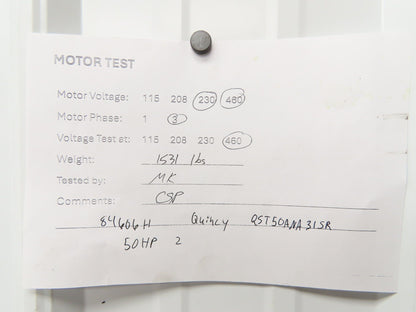 MOTOR TEST
Motor Voltage: 115 208 230 460
Motor Phase: 1 3
Voltage Test at: 115 208 230 460
Weight: 1531 lbs
Tested by: MK
Comments: CSP
84606H Quincy QST50ANA31SR
50HP 2